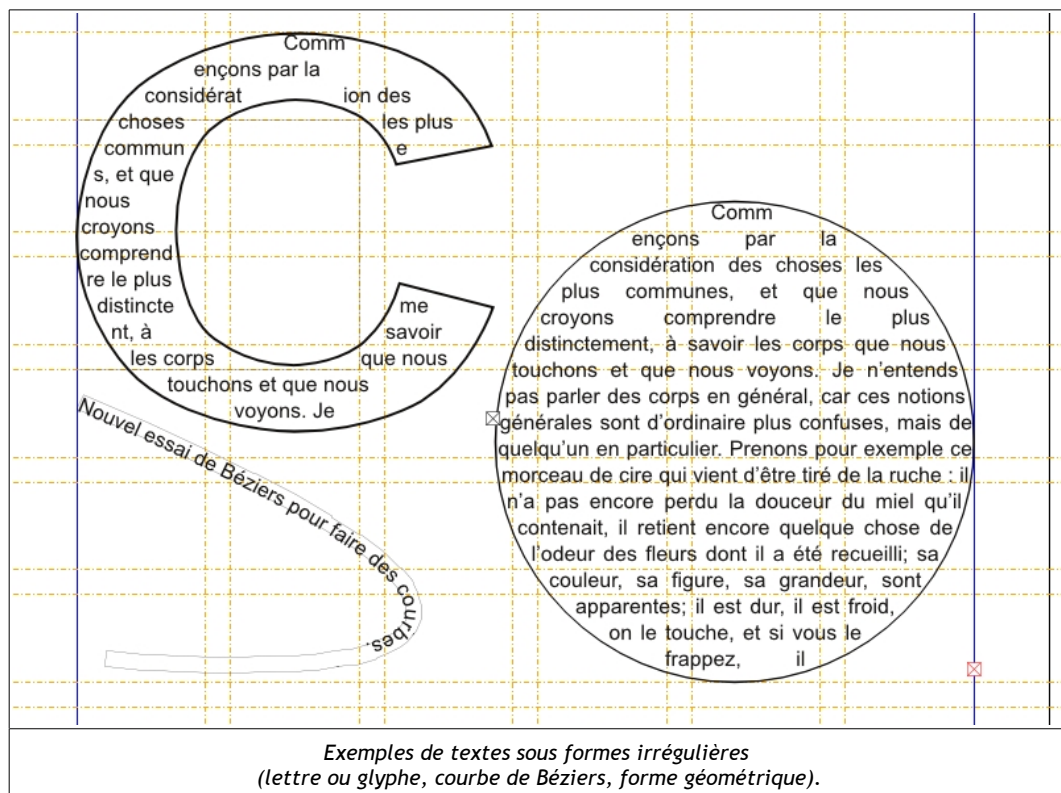 Comm
ençons par la
considérat ion des
choses les plus
commun e
s, et que
nous
croyons
comprend
re le plus
distincte me
nt, à savoir
les corps que nous
touchons et que nous
voyons. Je
Nouvel essai de Béziers pour faire des courbes.
Comm
ençons par la
considération des choses les
plus communes, et que nous
croyons comprendre le plus
distinctement, à savoir les corps que nous
touchons et que nous voyons. Je n’entends
pas parler des corps en général, car ces notions
générales sont d’ordinaire plus confuses, mais de
quelqu’un en particulier. Prenons pour exemple ce
morceau de cire qui vient d’être tiré de la ruche : il
n’a pas encore perdu la douceur du miel qu’il
contenait, il retient encore quelque chose de
l’odeur des fleurs dont il a été recueilli; sa
couleur, sa figure, sa grandeur, sont
apparentes; il est dur, il est froid,
on le touche, et si vous le
frappez, il
Exemples de textes sous formes irrégulières
(lettre ou glyphe, courbe de Béziers, forme géométrique).